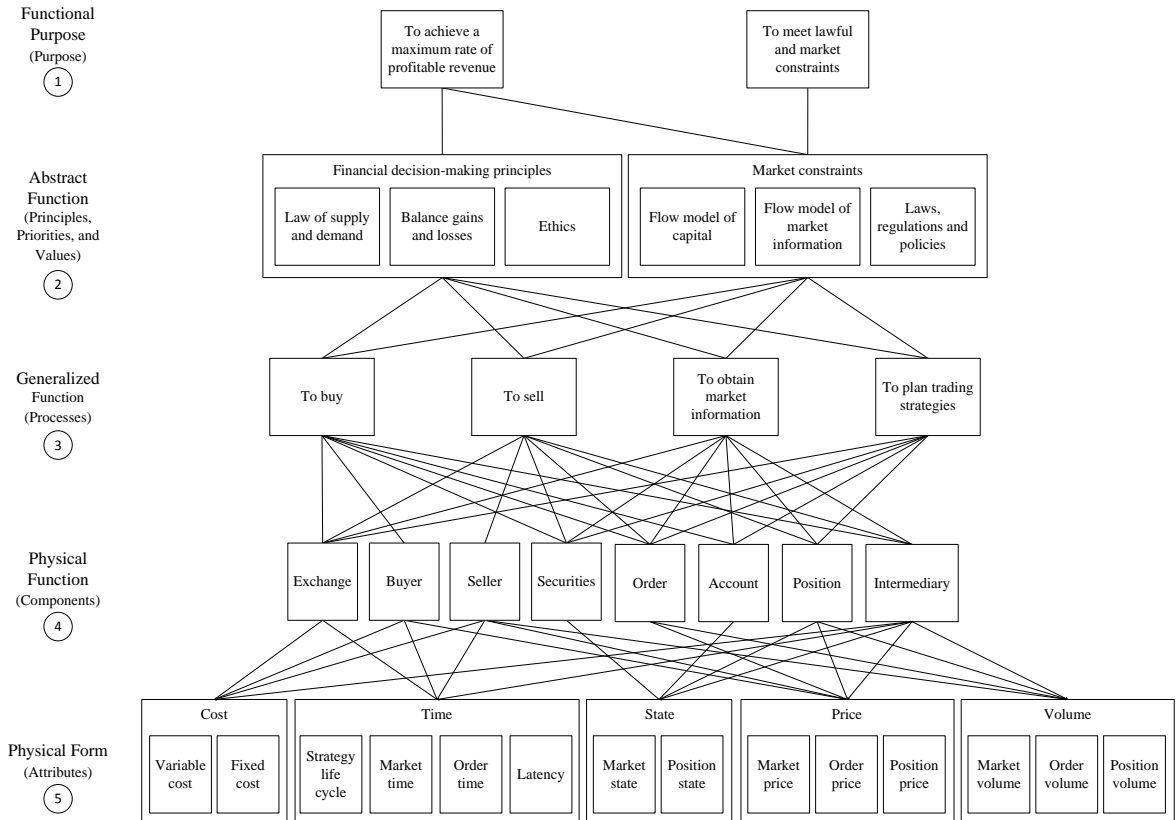 Functional
Purpose
(Purpose)
1
To achieve a
maximum rate of
profitable revenue
To meet lawful
and market
constraints
Abstract
Function
(Principles,
Priorities, and
Values)
2
Financial decision-making principles
Law of supply
and demand
Balance gains
and losses
Ethics
Market constraints
Flow model of
capital
Flow model of
market
information
Laws,
regulations and
policies
Generalized
Function
(Processes)
3
To buy
To sell
To obtain
market
information
To plan trading
strategies
Physical
Function
(Components)
4
Exchange
Buyer
Seller
Securities
Order
Account
Position
Intermediary
Physical Form
(Attributes)
5
Cost
Variable
cost
Fixed
cost
Time
Strategy
life
cycle
Market
time
Order
time
Latency
State
Market
state
Position
state
Price
Market
price
Order
price
Position
price
Volume
Market
volume
Order
volume
Position
volume